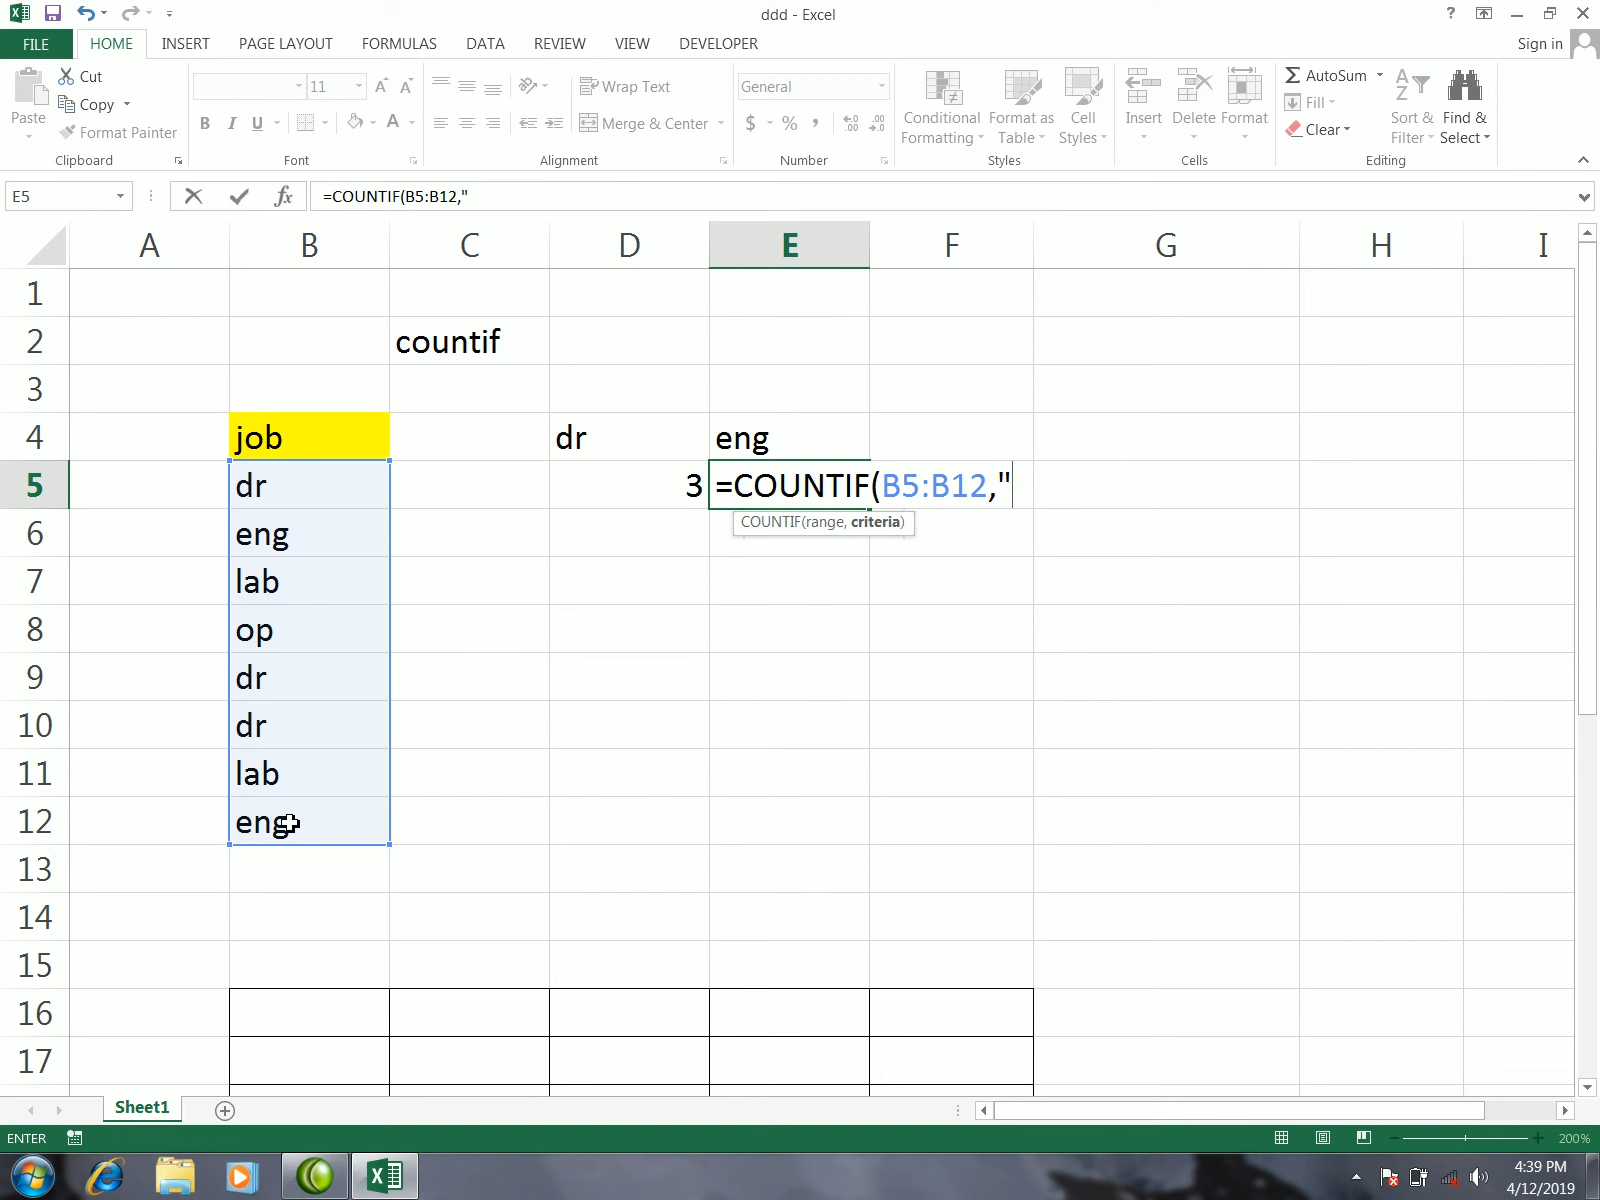 ddd - Excel
?
FILE HOME INSERT PAGE LAYOUT FORMULAS DATA REVIEW VIEW DEVELOPER Sign in
Paste
Cut
Copy
Format Painter
Clipboard
11
B I U
A
Font
Wrap Text
Merge & Center
Alignment
General
$ % ,
Number
Conditional Formatting
Format as Table
Cell Styles
Styles
Insert Delete Format
Cells
AutoSum
Fill
Clear
Sort & Filter
Find & Select
Editing
E5 fx =COUNTIF(B5:B12,"
A B C D E F G H I
1
2 countif
3
4 job dr eng
5 dr 3 =COUNTIF(B5:B12,"
COUNTIF(range, criteria)
6 eng
7 lab
8 op
9 dr
10 dr
11 lab
12 eng
13
14
15
16
17
Sheet1
ENTER 200%
4:39 PM
4/12/2019